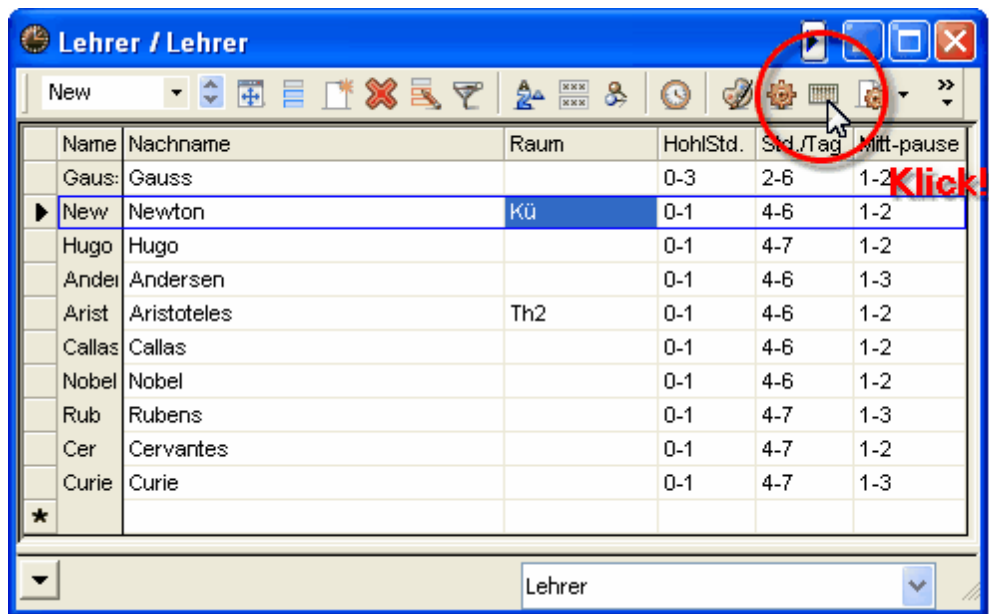 Lehrer / Lehrer
New
Name Nachname Raum HohlStd. Std./Tag Mitt-pause
Gaus: Gauss 0-3 2-6 1-2
Klick!
New Newton Kü 0-1 4-6 1-2
Hugo Hugo 0-1 4-7 1-2
Ander Andersen 0-1 4-6 1-3
Arist Aristoteles Th2 0-1 4-6 1-2
Callas Callas 0-1 4-6 1-2
Nobel Nobel 0-1 4-6 1-2
Rub Rubens 0-1 4-7 1-3
Cer Cervantes 0-1 4-7 1-2
Curie Curie 0-1 4-7 1-3
Lehrer